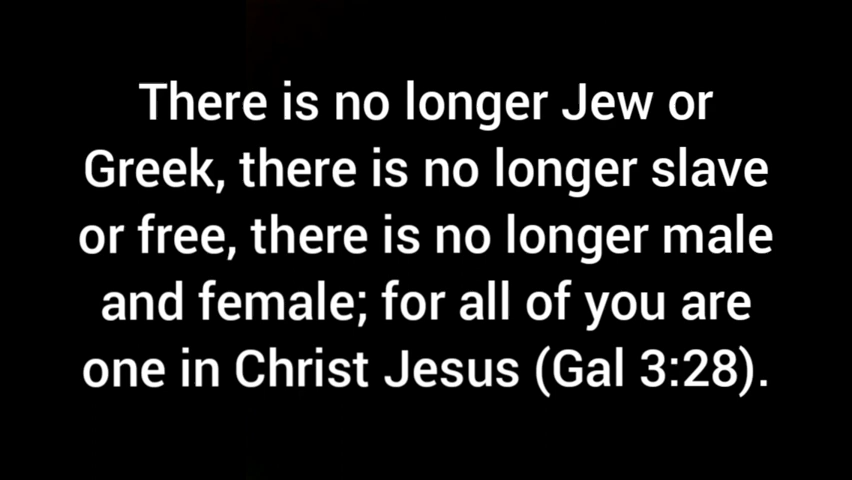 There is no longer Jew or
Greek, there is no longer slave
or free, there is no longer male
and female; for all of you are
one in Christ Jesus (Gal 3:28).